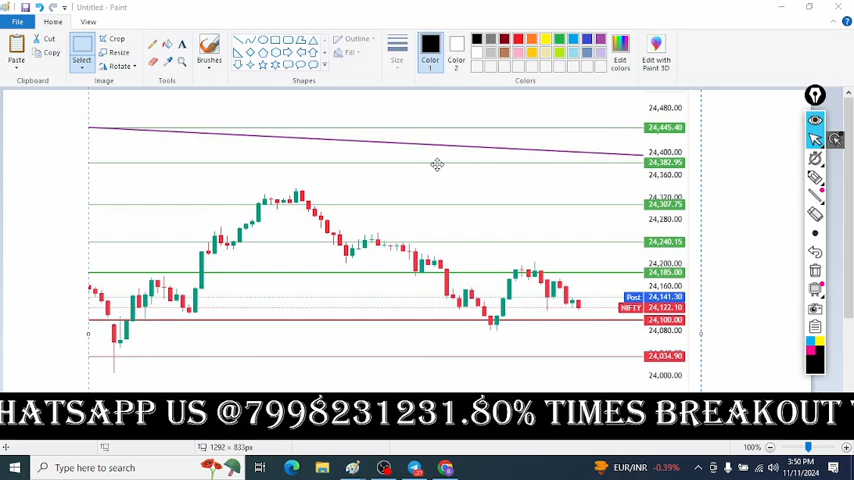 Untitled - Paint
File
Home
View
Paste
Cut
Copy
Clipboard
Select
Crop
Resize
Rotate
Image
Tools
A
Brushes
Shapes
Outline
Fill
Size
Color
1
Color
2
Colors
Edit
colors
Edit with
Paint 3D
24,480.00
24,445.40
24,400.00
24,382.95
24,360.00
24,320.00
24,307.75
24,280.00
24,240.15
24,200.00
24,185.00
Post 24,141.30
NIFTY 24,122.10
24,100.00
24,080.00
24,034.90
24,000.00
HATSAPP US @7998231231.80% TIMES BREAKOUT
1292 × 833px
100%
Type here to search
EUR/INR -0.39%
3:50 PM
11/11/2024